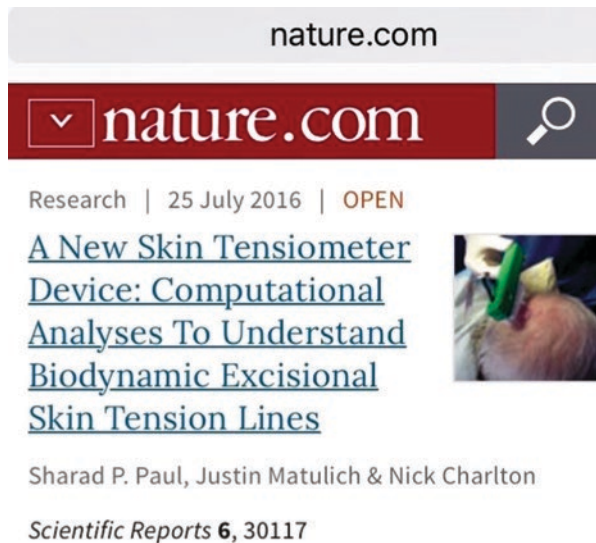 nature.com
nature.com
Research | 25 July 2016 | OPEN
A New Skin Tensiometer
Device: Computational
Analyses To Understand
Biodynamic Excisional
Skin Tension Lines
Sharad P. Paul, Justin Matulich & Nick Charlton
Scientific Reports 6, 30117